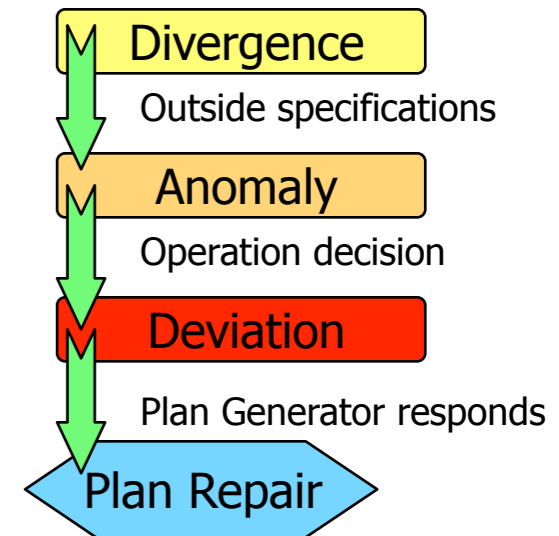 Divergence
Outside specifications
Anomaly
Operation decision
Deviation
Plan Generator responds
Plan Repair